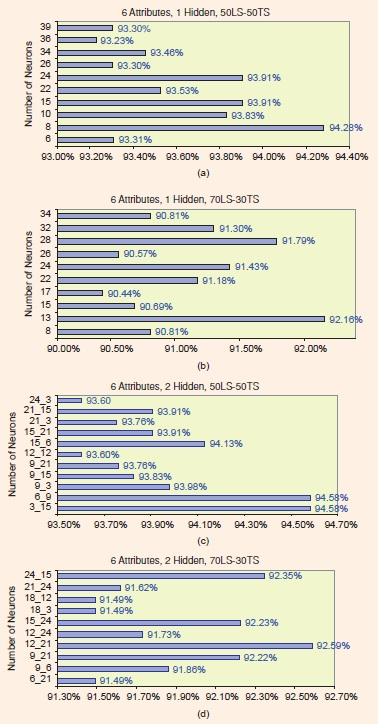 6 Attributes, 1 Hidden, 50LS-50TS
Number of Neurons
39 93.30%
36 93.23%
34 93.46%
26 93.30%
24 93.91%
22 93.53%
15 93.91%
10 93.83%
8 94.28%
6 93.31%
93.00% 93.20% 93.40% 93.60% 93.80% 94.00% 94.20% 94.40%
(a)
6 Attributes, 1 Hidden, 70LS-30TS
Number of Neurons
34 90.81%
32 91.30%
28 91.79%
26 90.57%
24 91.43%
22 91.18%
17 90.44%
15 90.69%
13 92.16%
8 90.81%
90.00% 90.50% 91.00% 91.50% 92.00%
(b)
6 Attributes, 2 Hidden, 50LS-50TS
Number of Neurons
24_3 93.60
21_15 93.91%
21_3 93.76%
15_21 93.91%
15_6 94.13%
12_12 93.60%
9_21 93.76%
9_15 93.83%
9_3 93.98%
6_9 94.58%
3_15 94.58%
93.50% 93.70% 93.90% 94.10% 94.30% 94.50% 94.70%
(c)
6 Attributes, 2 Hidden, 70LS-30TS
Number of Neurons
24_15 92.35%
21_24 91.62%
18_12 91.49%
18_3 91.49%
15_24 92.23%
12_24 91.73%
12_21 92.59%
9_21 92.22%
9_6 91.86%
6_21 91.49%
91.30% 91.50% 91.70% 91.90% 92.10% 92.30% 92.50% 92.70%
(d)